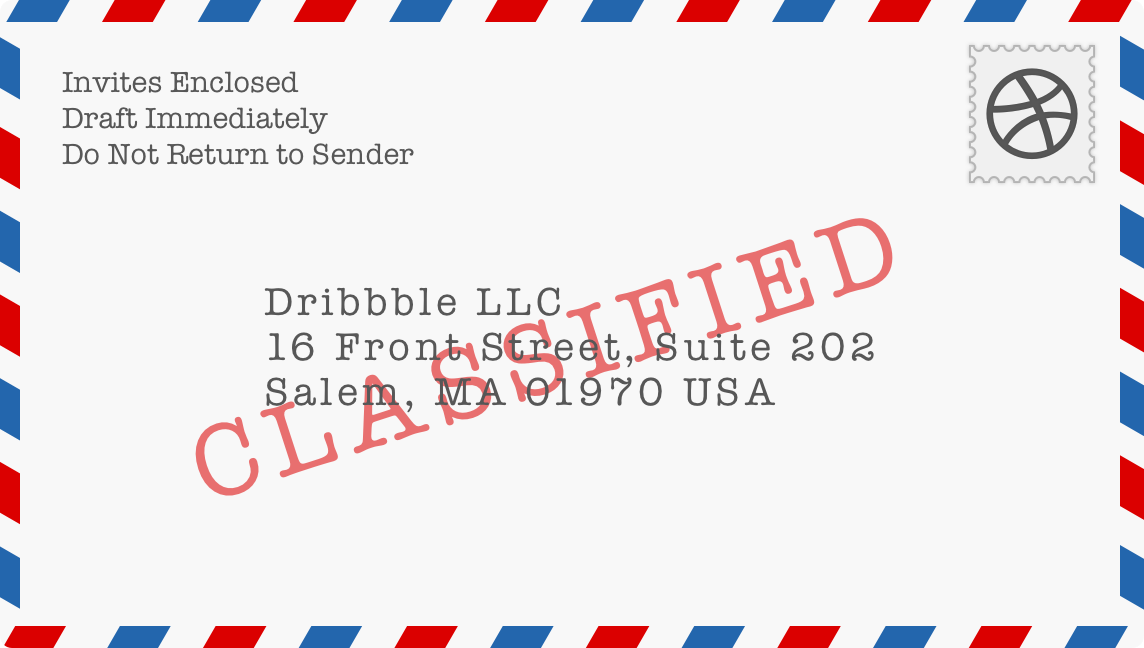 Invites Enclosed
Draft Immediately
Do Not Return to Sender
Dribbble LLC
16 Front Street, Suite 202
Salem, MA 01970 USA
CLASSIFIED